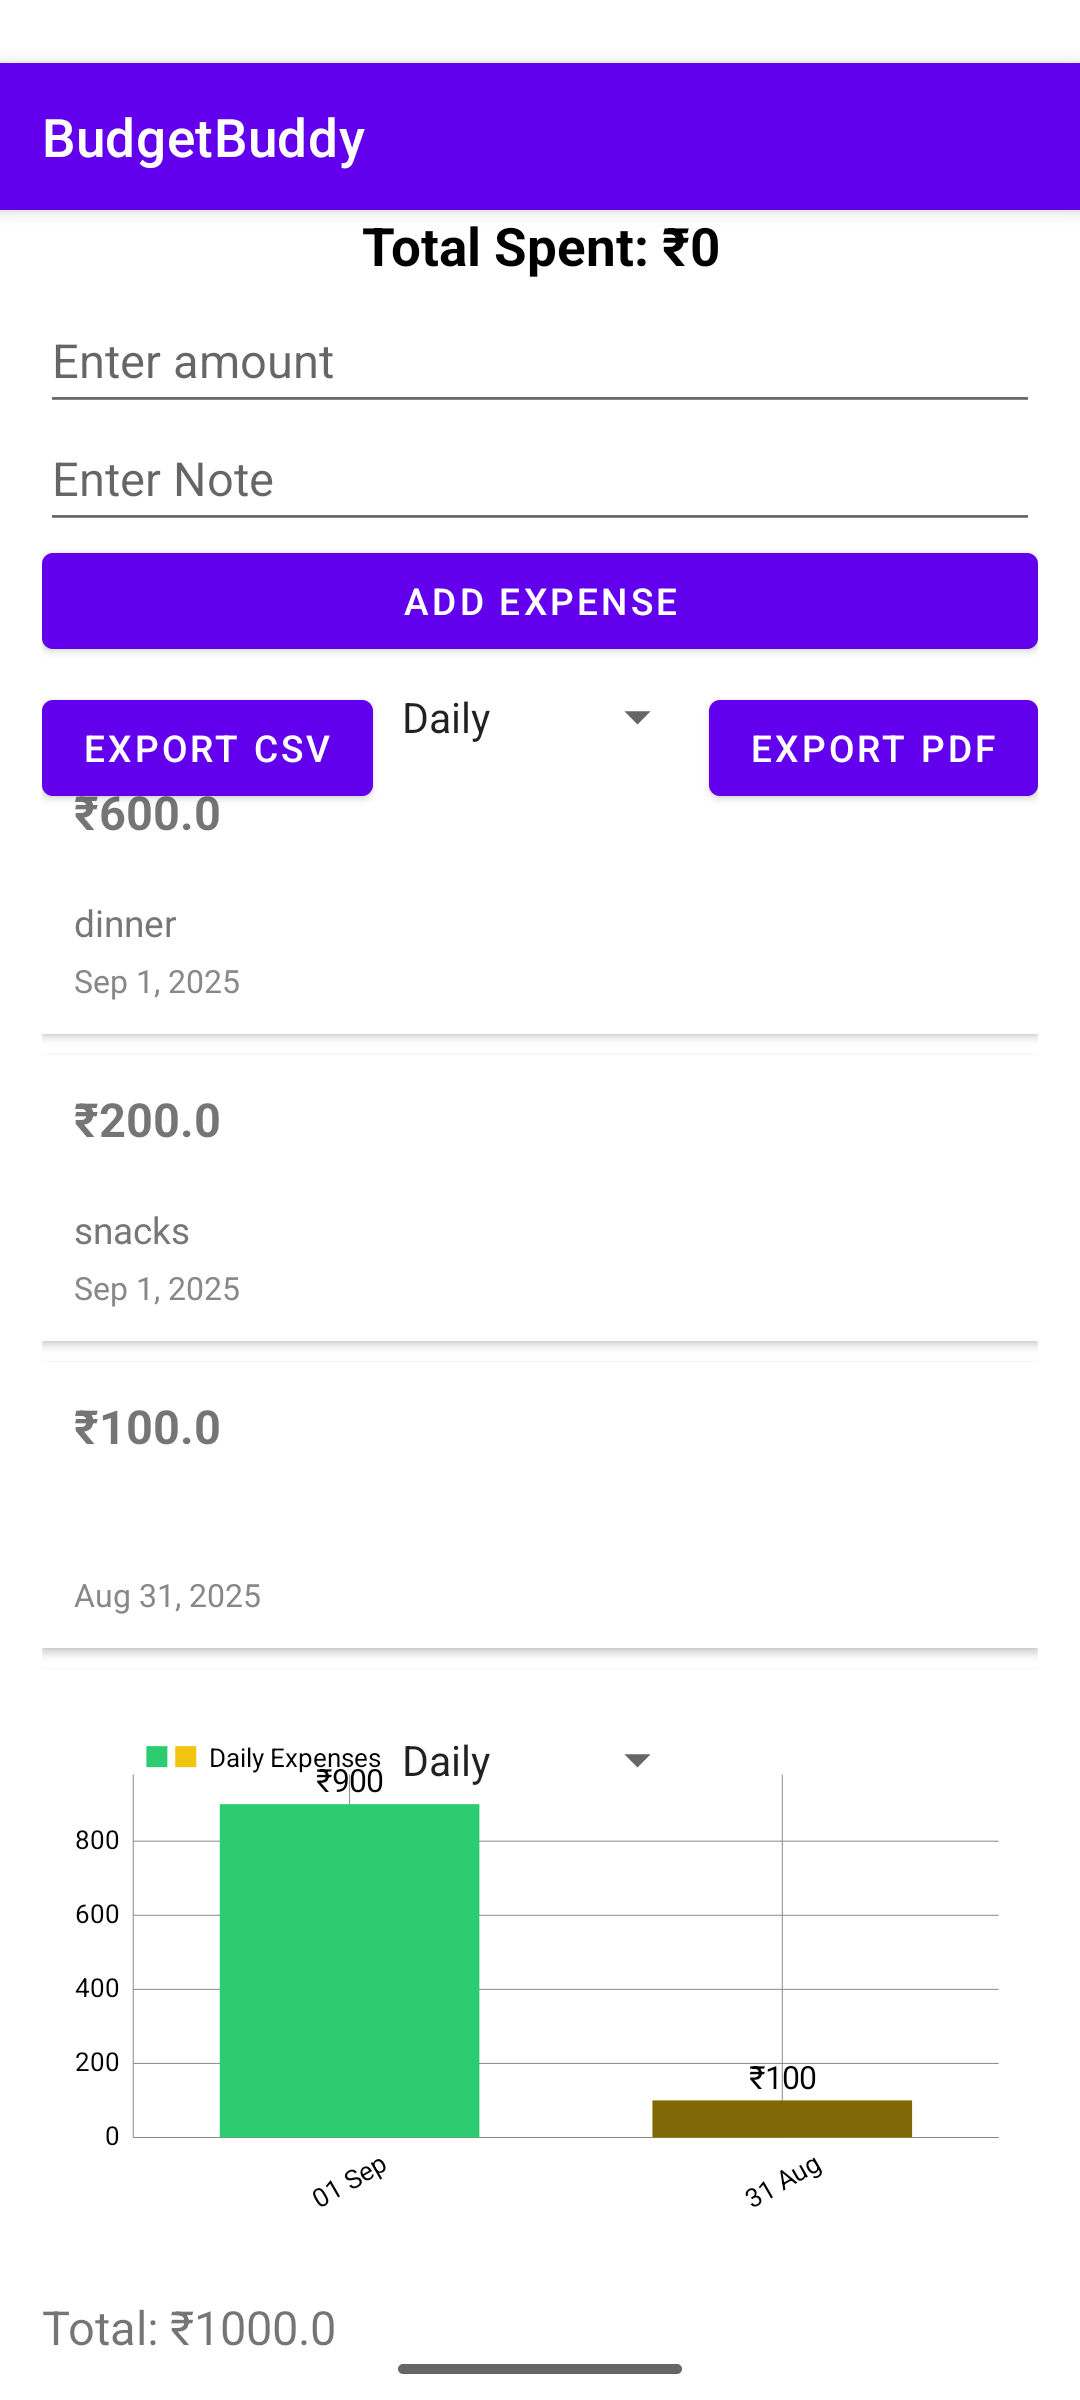 BudgetBuddy
Total Spent: ₹0
Enter amount
Enter Note
ADD EXPENSE
EXPORT CSV
Daily
EXPORT PDF
₹600.0
dinner
Sep 1, 2025
₹200.0
snacks
Sep 1, 2025
₹100.0
Aug 31, 2025
Daily Expenses
Daily
₹900
800
600
400
200
₹100
0
01 Sep
31 Aug
Total: ₹1000.0